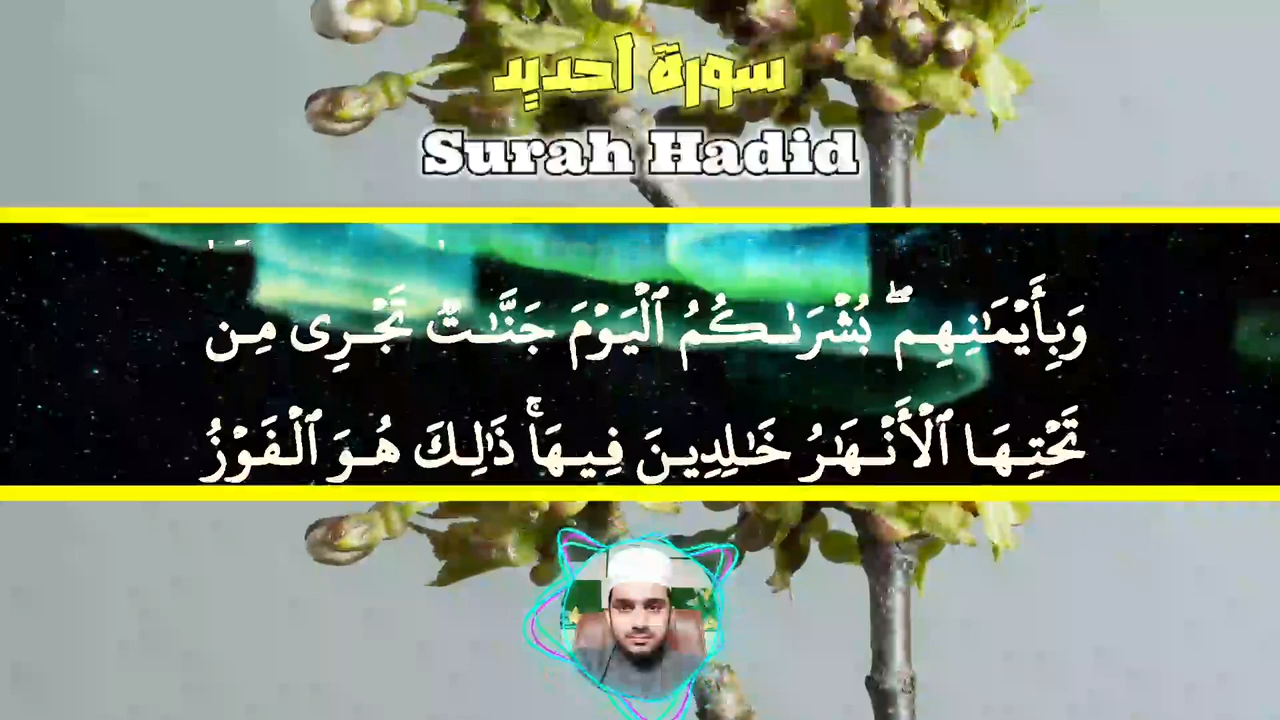 سورة احديد
Surah Hadid
وَبِأَيْمَـٰنِهِمۖ بُشْرَىٰكُمُ ٱلْيَوْمَ جَنَّـٰتٌ تَجْرِى مِن
تَحْتِهَا ٱلْأَنْهَـٰرُ خَـٰلِدِينَ فِيهَاۚ ذَٰلِكَ هُوَ ٱلْفَوْزُ